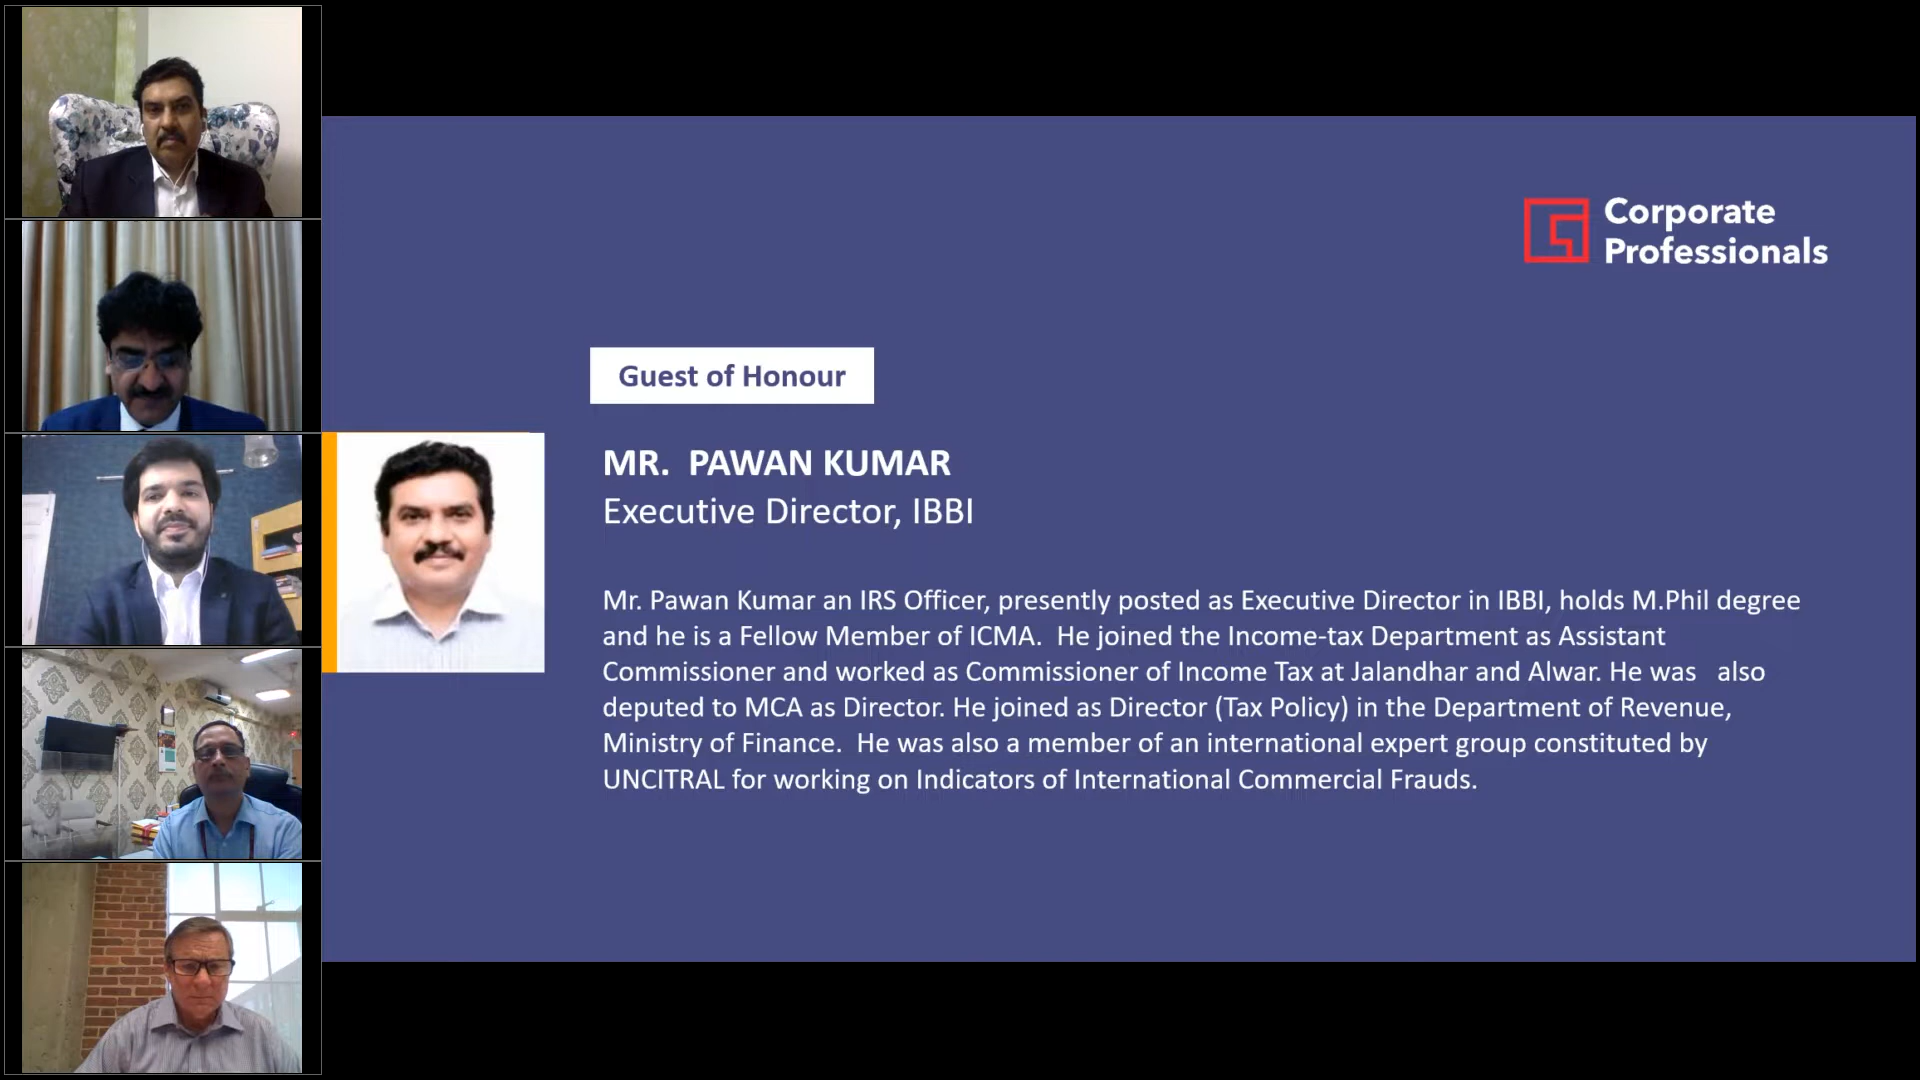 Corporate
Professionals
Guest of Honour
MR.  PAWAN KUMAR
Executive Director, IBBI
Mr. Pawan Kumar an IRS Officer, presently posted as Executive Director in IBBI, holds M.Phil degree
and he is a Fellow Member of ICMA.  He joined the Income-tax Department as Assistant
Commissioner and worked as Commissioner of Income Tax at Jalandhar and Alwar. He was   also
deputed to MCA as Director. He joined as Director (Tax Policy) in the Department of Revenue,
Ministry of Finance.  He was also a member of an international expert group constituted by
UNCITRAL for working on Indicators of International Commercial Frauds.